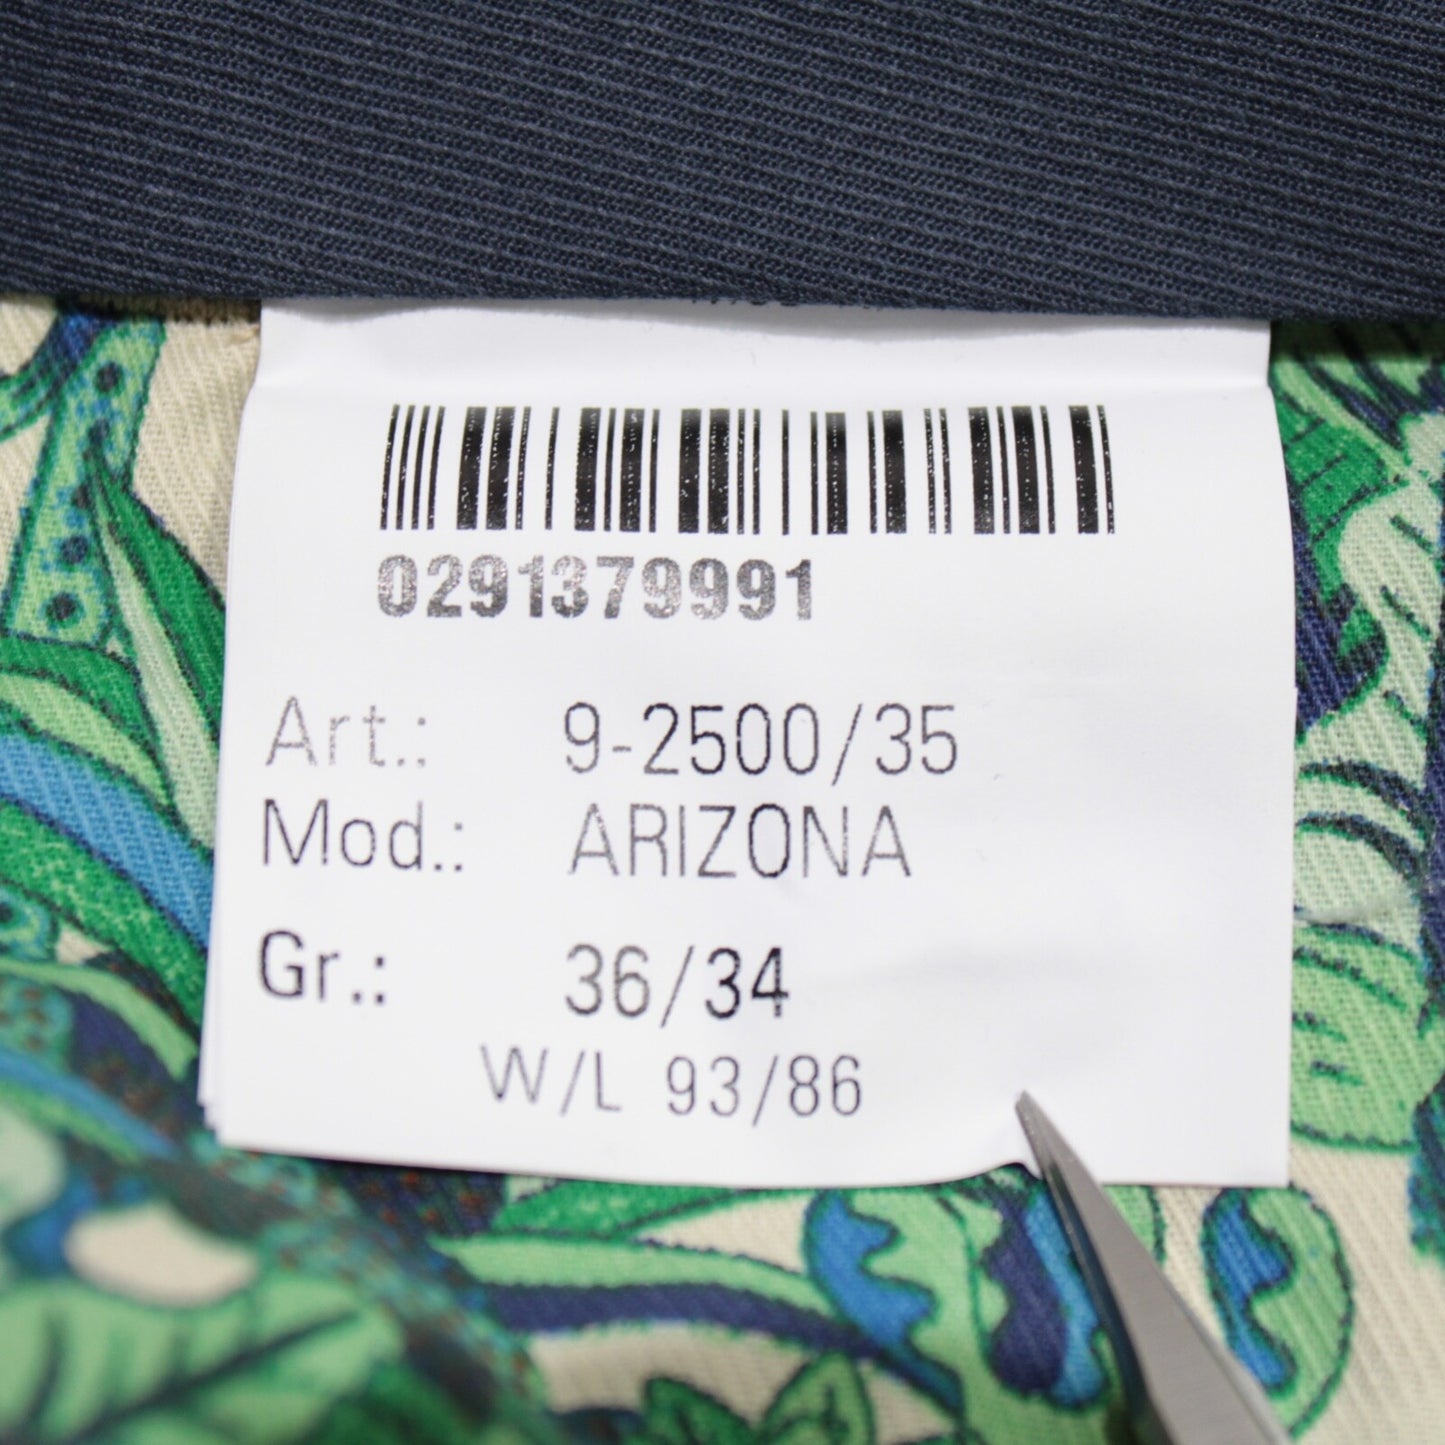 0291379991
Art.: 9-2500/35
Mod.: ARIZONA
Gr.: 36/34
W/L 93/86